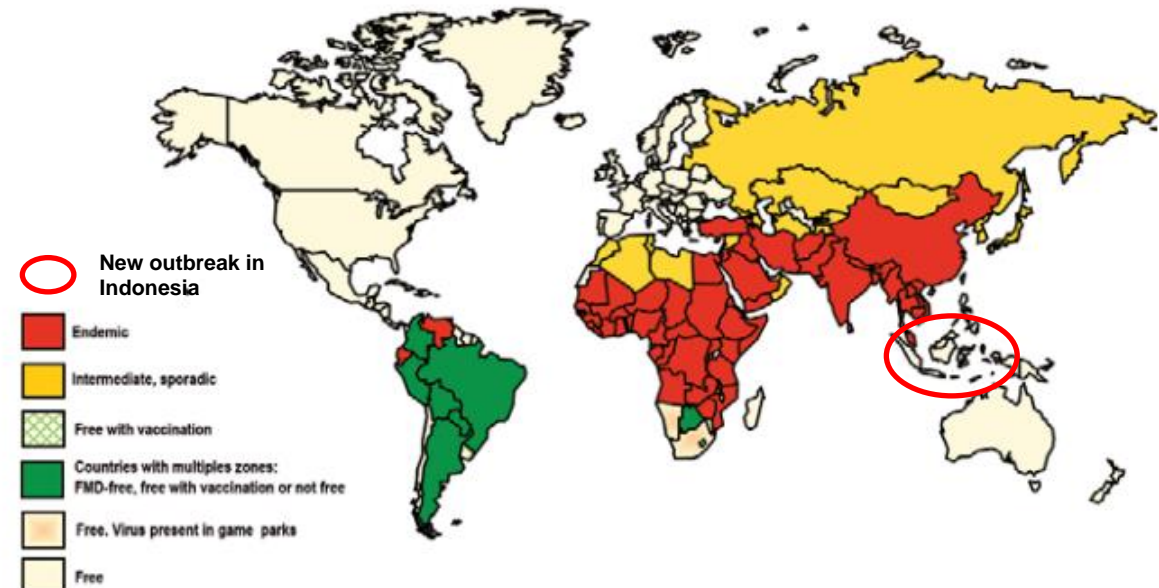 New outbreak in
Indonesia
Endemic
Intermediate, sporadic
Free with vaccination
Countries with multiples zones:
FMD-free, free with vaccination or not free
Free. Virus present in game parks
Free